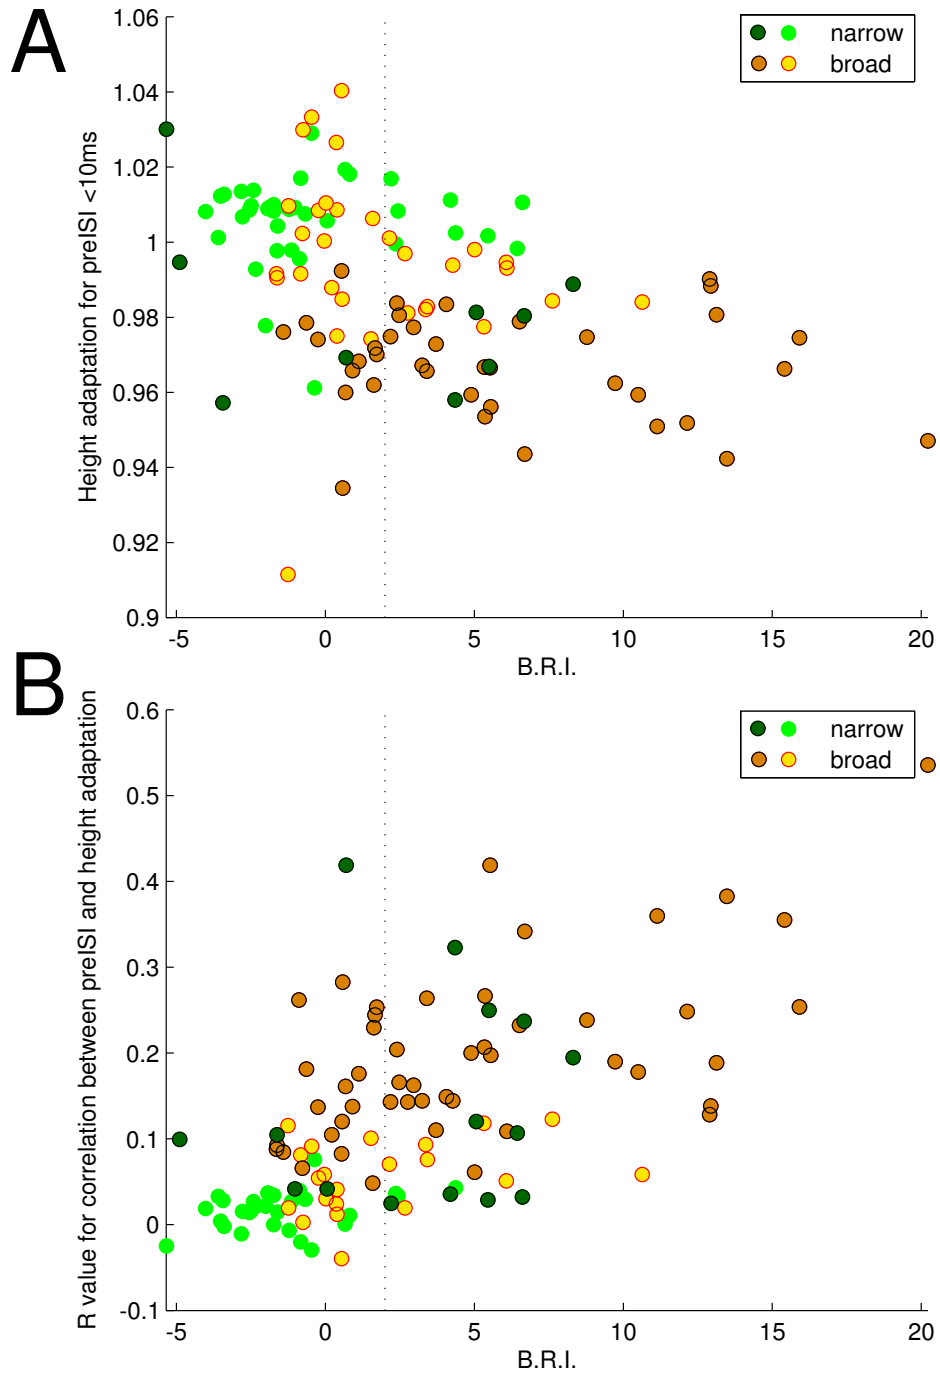 A
1.06
1.04
1.02
1
0.98
0.96
0.94
0.92
0.9
Height adaptation for preISI <10ms
narrow
broad
-5 0 5 10 15 20
B.R.I.
B
0.6
0.5
0.4
0.3
0.2
0.1
0
-0.1
R value for correlation between preISI and height adaptation
narrow
broad
-5 0 5 10 15 20
B.R.I.